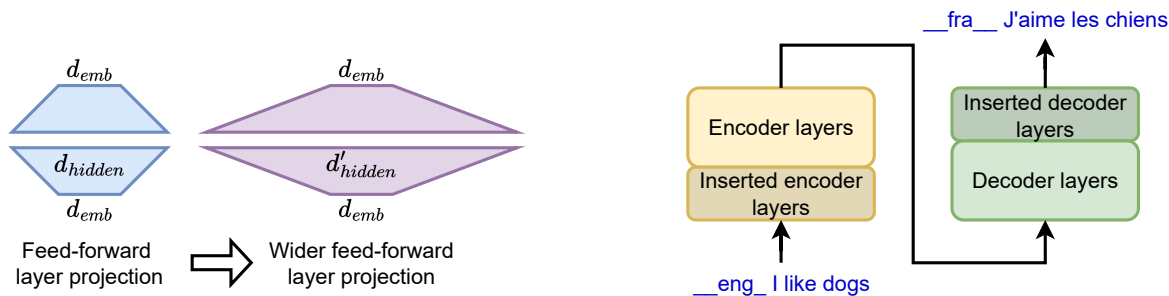 d_emb
d_hidden
d_emb
Feed-forward
layer projection
d_emb
d'_hidden
d_emb
Wider feed-forward
layer projection
Encoder layers
Inserted encoder
layers
__eng_ I like dogs
__fra__ J'aime les chiens
Inserted decoder
layers
Decoder layers